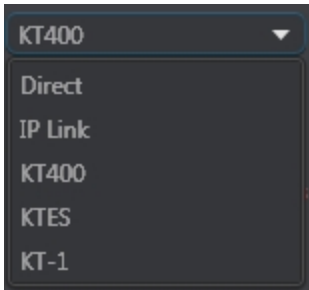 KT400
Direct
IP Link
KT400
KTES
KT-1